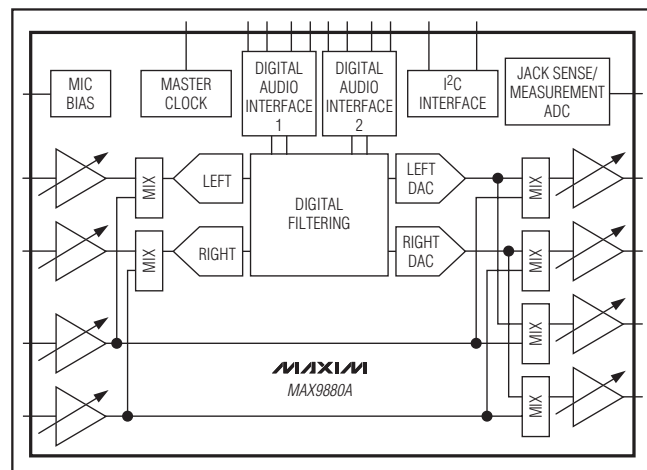 MIC
BIAS
MASTER
CLOCK
DIGITAL
AUDIO
INTERFACE
1
DIGITAL
AUDIO
INTERFACE
2
I²C
INTERFACE
JACK SENSE/
MEASUREMENT
ADC
MIX
LEFT
DIGITAL
FILTERING
LEFT
DAC
MIX
MIX
RIGHT
RIGHT
DAC
MIX
MIX
MAXIM
MAX9880A
MIX